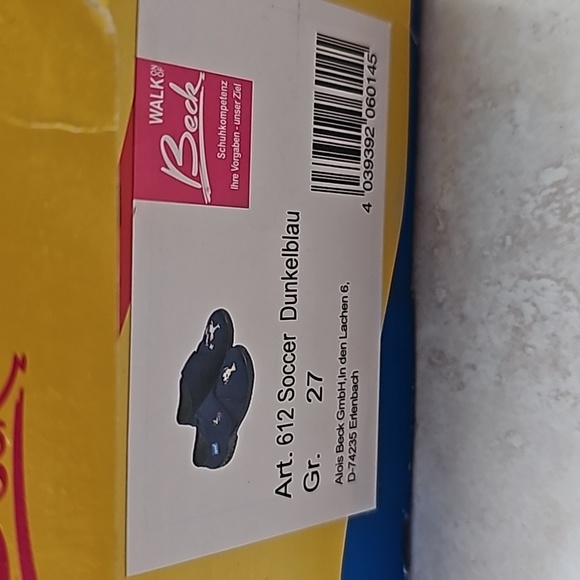 WALK ON
Beck
Schuhkompetenz
Ihre Vorgaben - unser Ziel
Art. 612 Soccer Dunkelblau
Gr. 27
Alois Beck GmbH,In den Lachen 6,
D-74235 Erlenbach
4 039392 060145